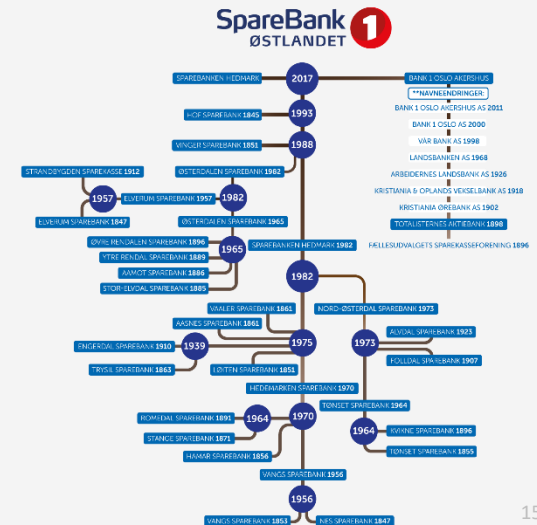 SpareBank 1
ØSTLANDET
SPAREBANKEN HEDMARK
2017
BANK 1 OSLO AKERSHUS
**NAVNEENDRINGER:
BANK 1 OSLO AKERSHUS AS 2011
BANK 1 OSLO AS 2000
VÅR BANK AS 1998
LANDSBANKEN AS 1968
ARBEIDERNES LANDSBANK AS 1926
KRISTIANIA & OPLANDS VEKSELBANK AS 1918
KRISTIANIA ØREBANK AS 1902
TOTALISTERNES AKTIEBANK 1898
FÆLLESUDVALGETS SPAREKASSEFORENING 1896
HOF SPAREBANK 1845
1993
VINGER SPAREBANK 1851
1988
STRANDBYGDEN SPAREKASSE 1912
ØSTERDALEN SPAREBANK 1982
1957
ELVERUM SPAREBANK 1957
1982
ELVERUM SPAREBANK 1847
ØSTERDALEN SPAREBANK 1965
ØVRE RENDALEN SPAREBANK 1896
YTRE RENDAL SPAREBANK 1889
1965
SPAREBANKEN HEDMARK 1982
AAMOT SPAREBANK 1886
STOR-ELVDAL SPAREBANK 1885
1982
VAALER SPAREBANK 1861
NORD-ØSTERDAL SPAREBANK 1973
AASNES SPAREBANK 1861
ALVDAL SPAREBANK 1923
ENGERDAL SPAREBANK 1910
1939
1975
1973
FOLLDAL SPAREBANK 1907
TRYSIL SPAREBANK 1863
LØITEN SPAREBANK 1851
HEDEMARKEN SPAREBANK 1970
TØNSET SPAREBANK 1964
ROMEDAL SPAREBANK 1891
1964
1970
STANGE SPAREBANK 1871
1964
KVIKNE SPAREBANK 1896
HAMAR SPAREBANK 1856
TØNSET SPAREBANK 1855
VANGS SPAREBANK 1956
1956
VANGS SPAREBANK 1853
NES SPAREBANK 1847
15